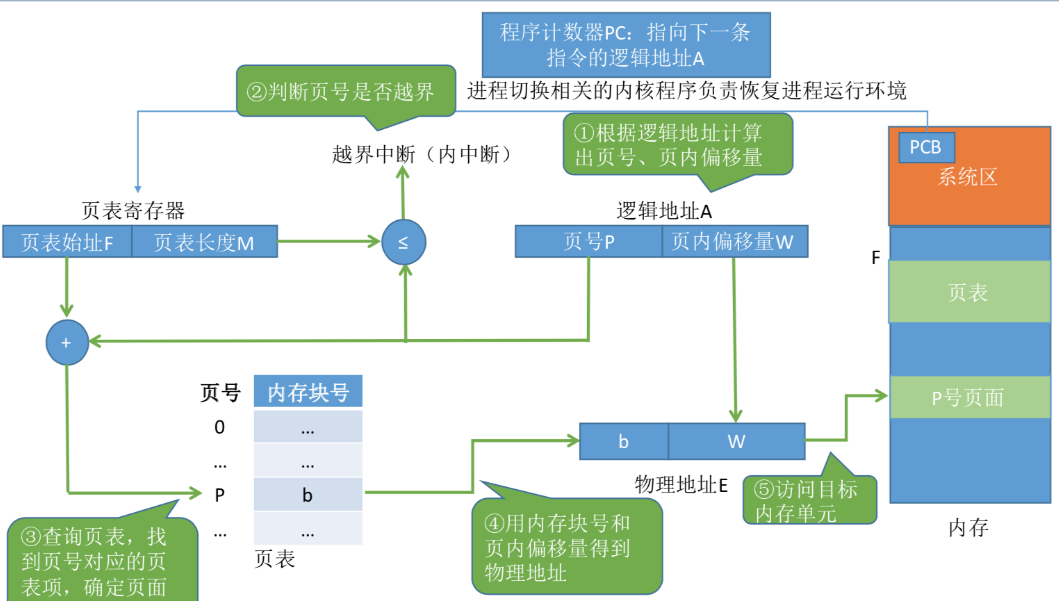 程序计数器PC：指向下一条
指令的逻辑地址A
②判断页号是否越界
进程切换相关的内核程序负责恢复进程运行环境
①根据逻辑地址计算
出页号、页内偏移量
越界中断（内中断）
PCB
系统区
页表寄存器
逻辑地址A
页表始址F
页表长度M
≤
页号P
页内偏移量W
F
页表
+
页号
内存块号
P号页面
0
...
...
...
b
W
P
b
物理地址E
⑤访问目标
内存单元
...
...
③查询页表，找
到页号对应的页
表项，确定页面
页表
④用内存块号和
页内偏移量得到
物理地址
内存